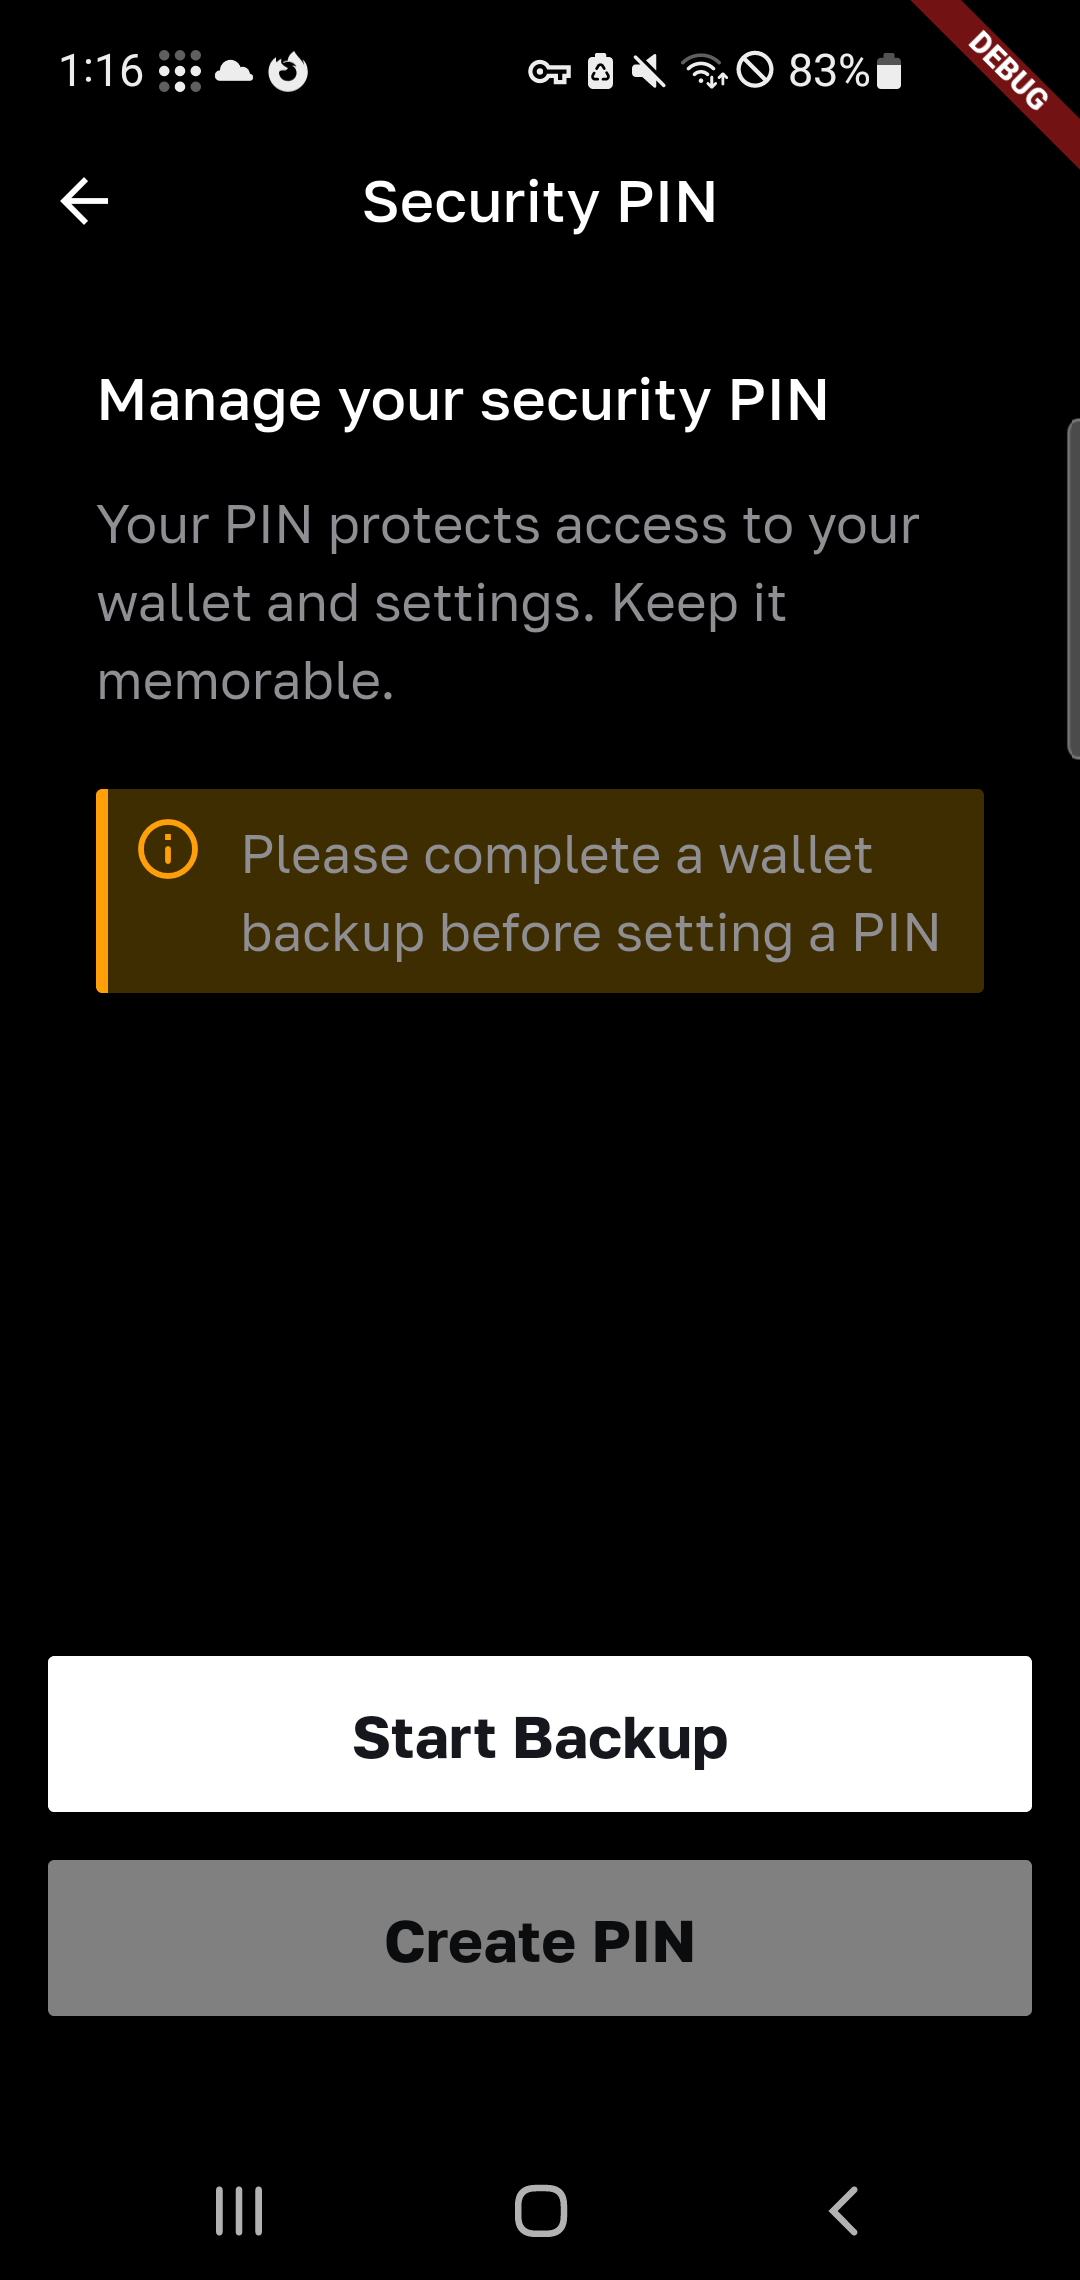 1:16
83%
DEBUG
Security PIN
Manage your security PIN
Your PIN protects access to your
wallet and settings. Keep it
memorable.
Please complete a wallet
backup before setting a PIN
Start Backup
Create PIN